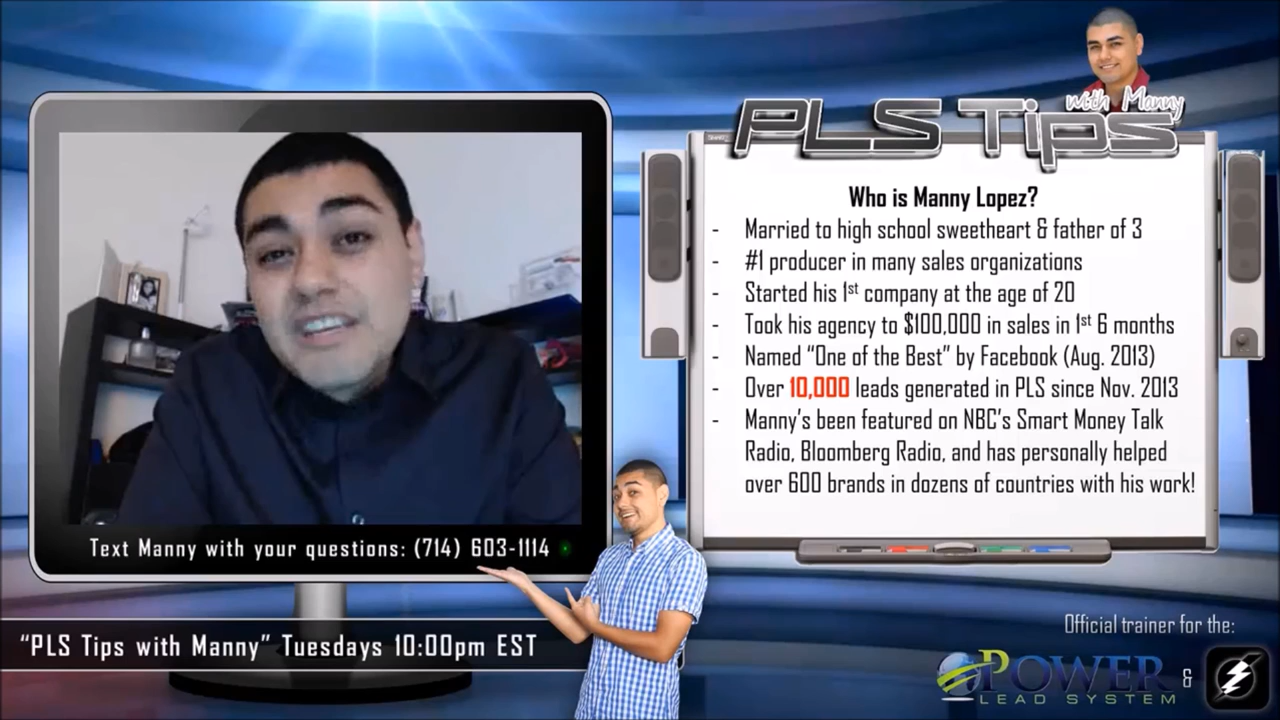 with Manny
PLS Tips
Who is Manny Lopez?
- Married to high school sweetheart & father of 3
- #1 producer in many sales organizations
- Started his 1st company at the age of 20
- Took his agency to $100,000 in sales in 1st 6 months
- Named “One of the Best” by Facebook (Aug. 2013)
- Over 10,000 leads generated in PLS since Nov. 2013
- Manny’s been featured on NBC’s Smart Money Talk
Radio, Bloomberg Radio, and has personally helped
over 600 brands in dozens of countries with his work!
Text Manny with your questions: (714) 603-1114
“PLS Tips with Manny” Tuesdays 10:00pm EST
Official trainer for the:
POWER
LEAD SYSTEM
&